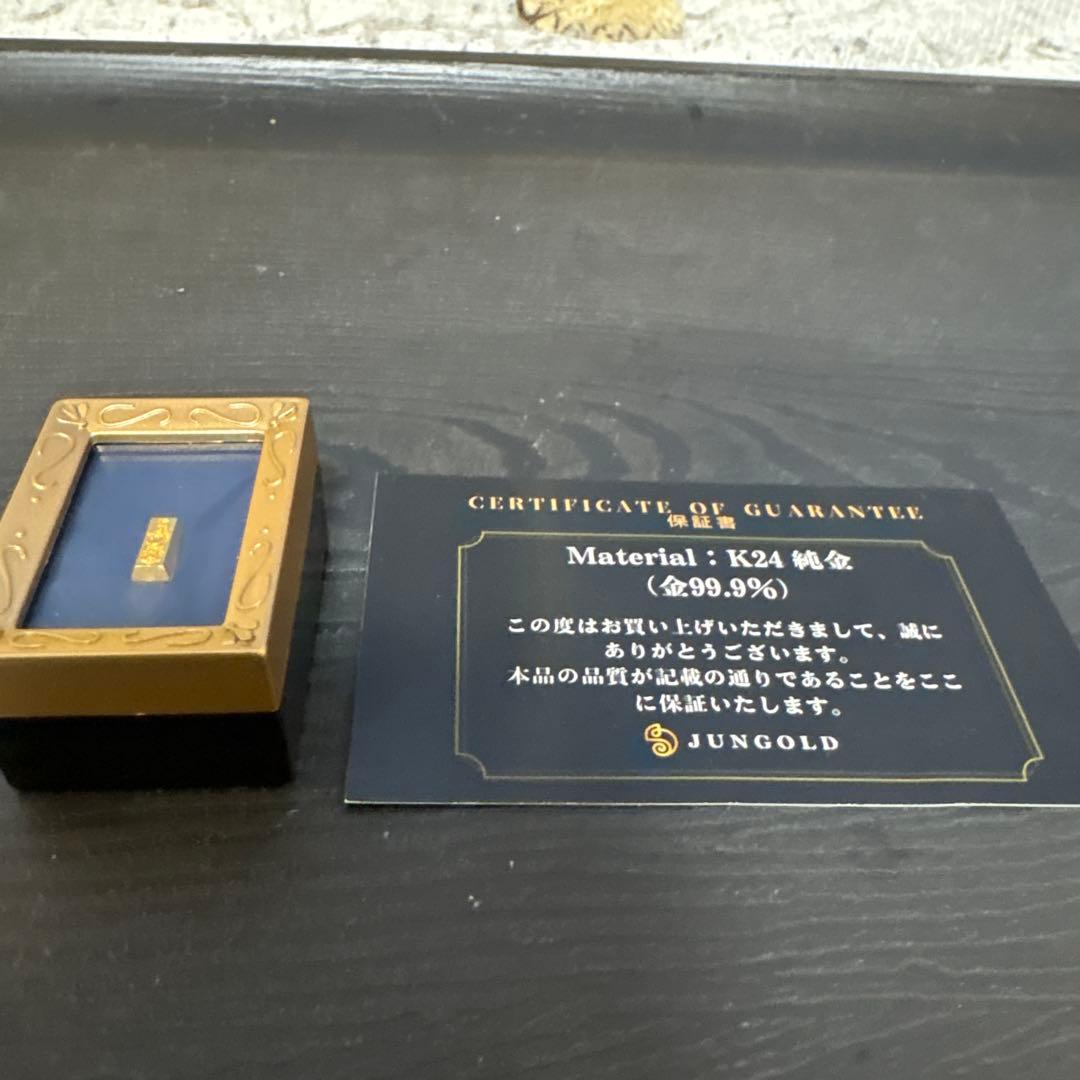 CERTIFICATE OF GUARANTEE
保証書
Material：K24 純金
（金99.9%）
この度はお買い上げいただきまして、誠に
ありがとうございます。
本品の品質が記載の通りであることをここ
に保証いたします。
JUNGOLD